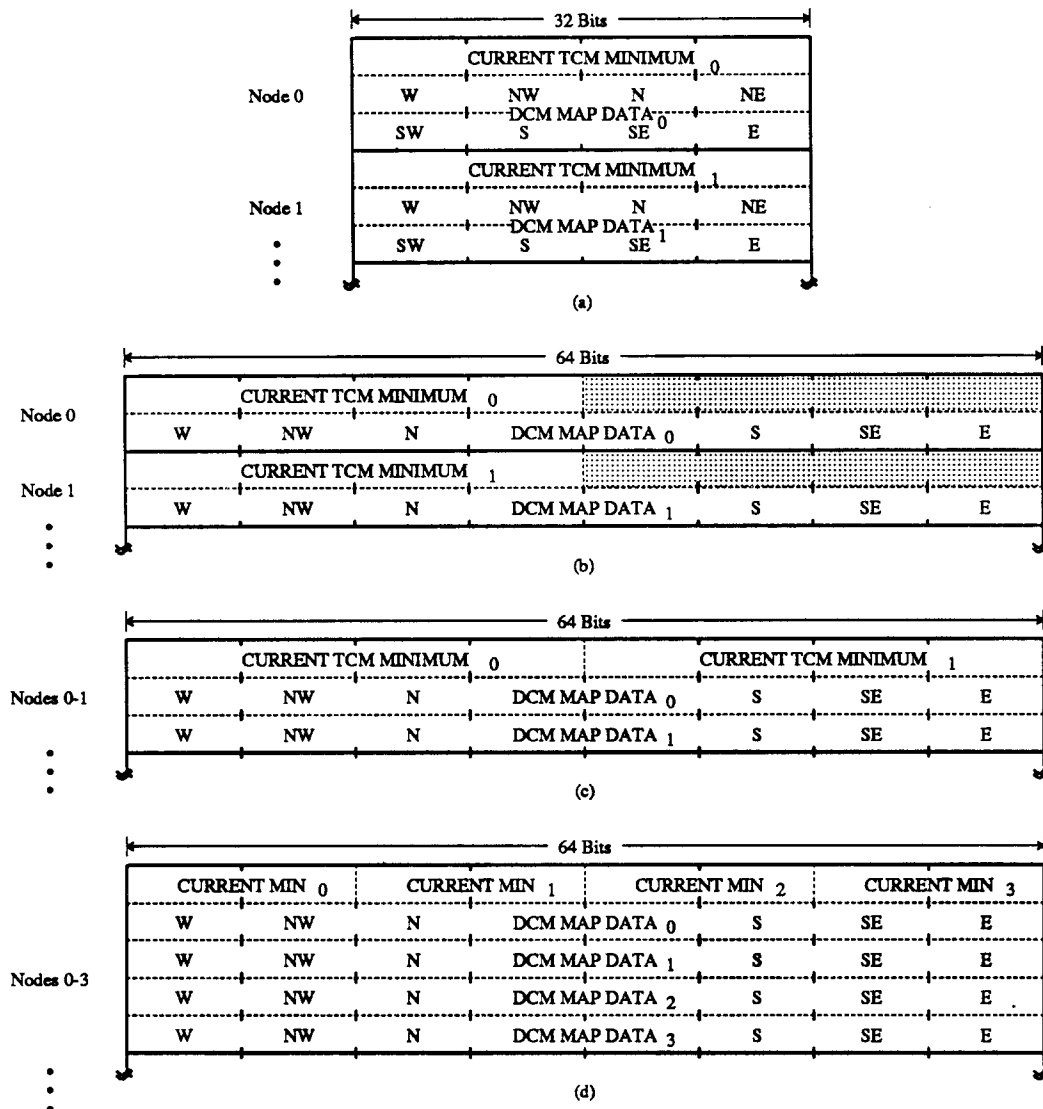 32 Bits
CURRENT TCM MINIMUM 0
Node 0
W NW N NE
DCM MAP DATA 0
SW S SE E
CURRENT TCM MINIMUM 1
Node 1
W NW N NE
DCM MAP DATA 1
SW S SE E
(a)
64 Bits
CURRENT TCM MINIMUM 0
Node 0
W NW N DCM MAP DATA 0 S SE E
CURRENT TCM MINIMUM 1
Node 1
W NW N DCM MAP DATA 1 S SE E
(b)
64 Bits
CURRENT TCM MINIMUM 0 CURRENT TCM MINIMUM 1
Nodes 0-1
W NW N DCM MAP DATA 0 S SE E
W NW N DCM MAP DATA 1 S SE E
(c)
64 Bits
CURRENT MIN 0 CURRENT MIN 1 CURRENT MIN 2 CURRENT MIN 3
W NW N DCM MAP DATA 0 S SE E
W NW N DCM MAP DATA 1 S SE E
Nodes 0-3
W NW N DCM MAP DATA 2 S SE E
W NW N DCM MAP DATA 3 S SE E
(d)